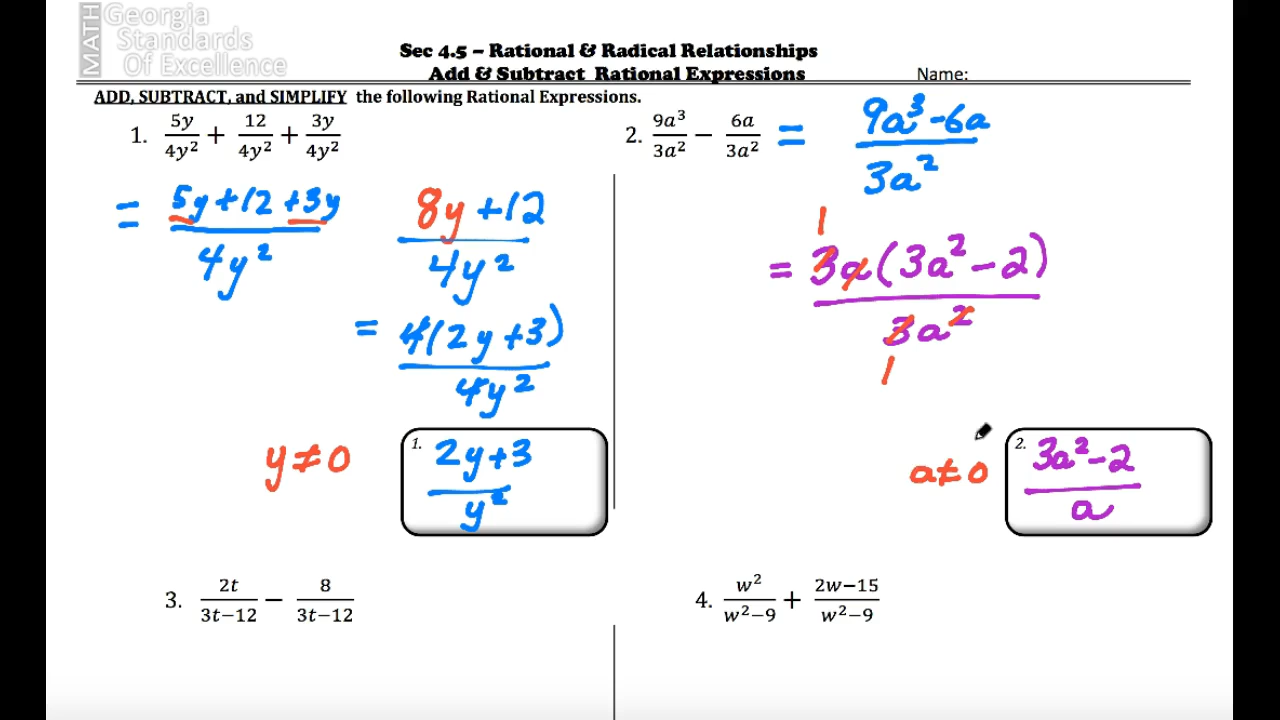 MATH Georgia
Standards
Of Excellence
Sec 4.5 – Rational & Radical Relationships
Add & Subtract Rational Expressions Name:
ADD, SUBTRACT, and SIMPLIFY the following Rational Expressions.
1. 5y/4y² + 12/4y² + 3y/4y²
= (5y+12+3y)/4y²
(8y+12)/4y²
= 4(2y+3)/4y²
y≠0
1. (2y+3)/y²
2. 9a³/3a² − 6a/3a² = (9a³-6a)/3a²
1
= 3a(3a²-2)/3a²
1
a≠0
2. (3a²-2)/a
3. 2t/(3t−12) − 8/(3t−12)
4. w²/(w²−9) + (2w−15)/(w²−9)